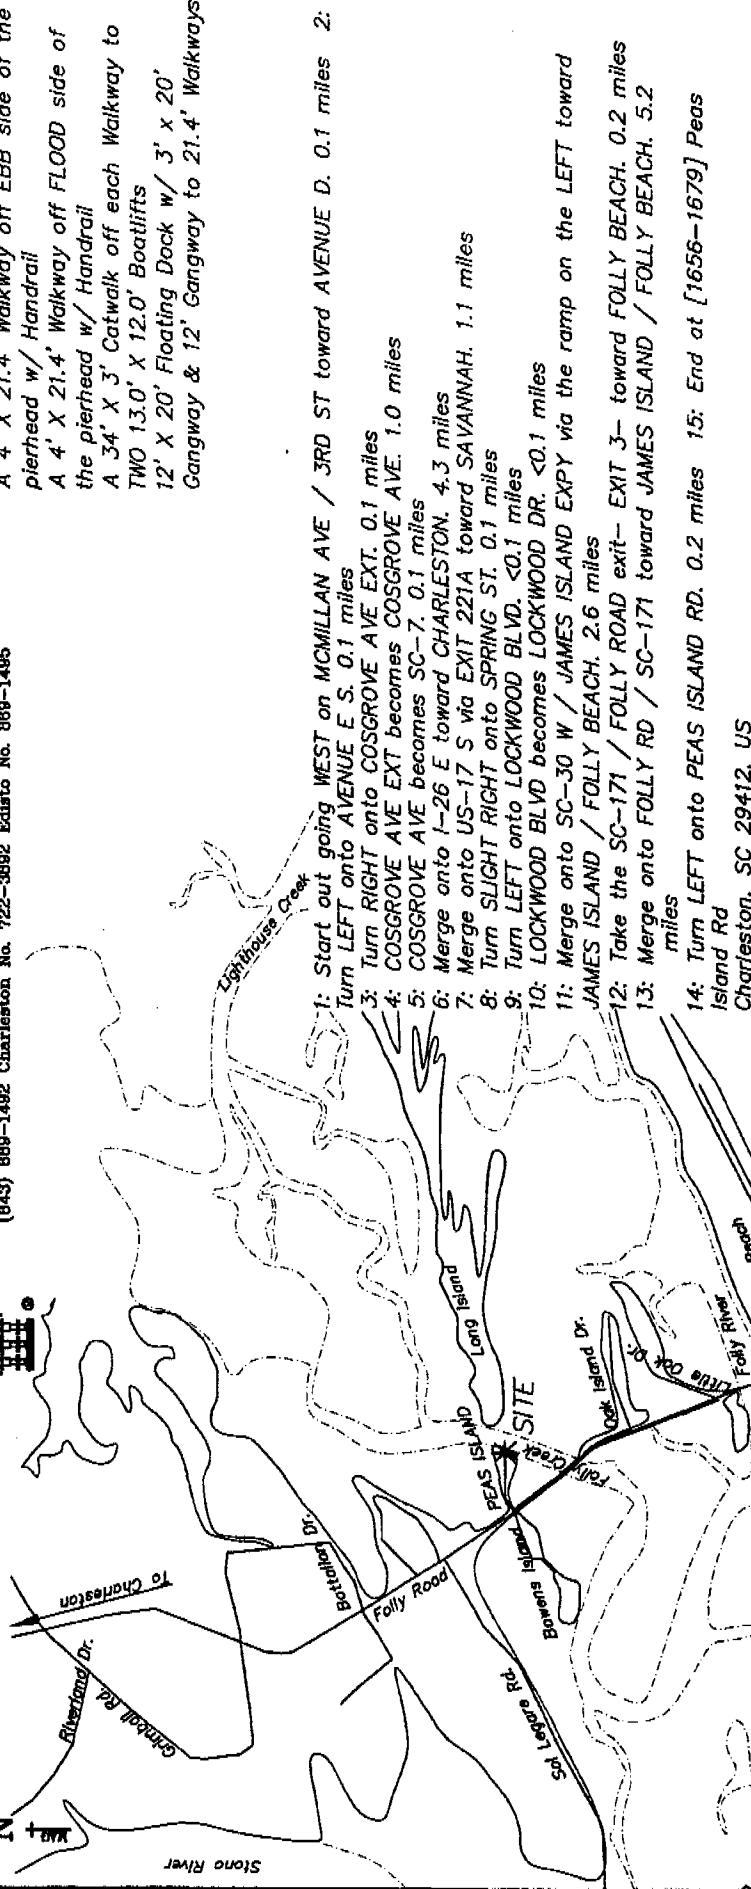 A 4' X 21.4' Walkway off EBB side of the
pierhead w/ Handrail
A 4' X 21.4' Walkway off FLOOD side of
the pierhead w/ Handrail
A 34' X 3' Catwalk off each Walkway to
TWO 13.0' X 12.0' Boatlifts
12' X 20' Floating Dock w/ 3' x 20'
Gangway & 12' Gangway to 21.4' Walkways
(843) 889-1492 Charleston No. 722-3892 Edisto No. 869-1495
1: Start out going WEST on MCMILLAN AVE / 3RD ST toward AVENUE D. 0.1 miles 2:
Turn LEFT onto AVENUE E S. 0.1 miles
3: Turn RIGHT onto COSGROVE AVE EXT. 0.1 miles
4: COSGROVE AVE EXT becomes COSGROVE AVE. 1.0 miles
5: COSGROVE AVE becomes SC-7. 0.1 miles
6: Merge onto I-26 E toward CHARLESTON. 4.3 miles
7: Merge onto US-17 S via EXIT 221A toward SAVANNAH. 1.1 miles
8: Turn SLIGHT RIGHT onto SPRING ST. 0.1 miles
9: Turn LEFT onto LOCKWOOD BLVD. <0.1 miles
10: LOCKWOOD BLVD becomes LOCKWOOD DR. <0.1 miles
11: Merge onto SC-30 W / JAMES ISLAND EXPY via the ramp on the LEFT toward
JAMES ISLAND / FOLLY BEACH. 2.6 miles
12: Take the SC-171 / FOLLY ROAD exit- EXIT 3- toward FOLLY BEACH. 0.2 miles
13: Merge onto FOLLY RD / SC-171 toward JAMES ISLAND / FOLLY BEACH. 5.2
miles
14: Turn LEFT onto PEAS ISLAND RD. 0.2 miles 15: End at [1656-1679] Peas
Island Rd
Charleston, SC 29412, US
N
Stono River
Riverland Dr.
Grimball Rd.
To Charleston
Battalion Dr.
Folly Road
Sol Legare Rd.
Bowens Island
PEAS ISLAND
SITE
Long Island
Lighthouse Creek
Folly Creek
Oak Island Dr.
Little Oak Dr.
Folly River
Beach